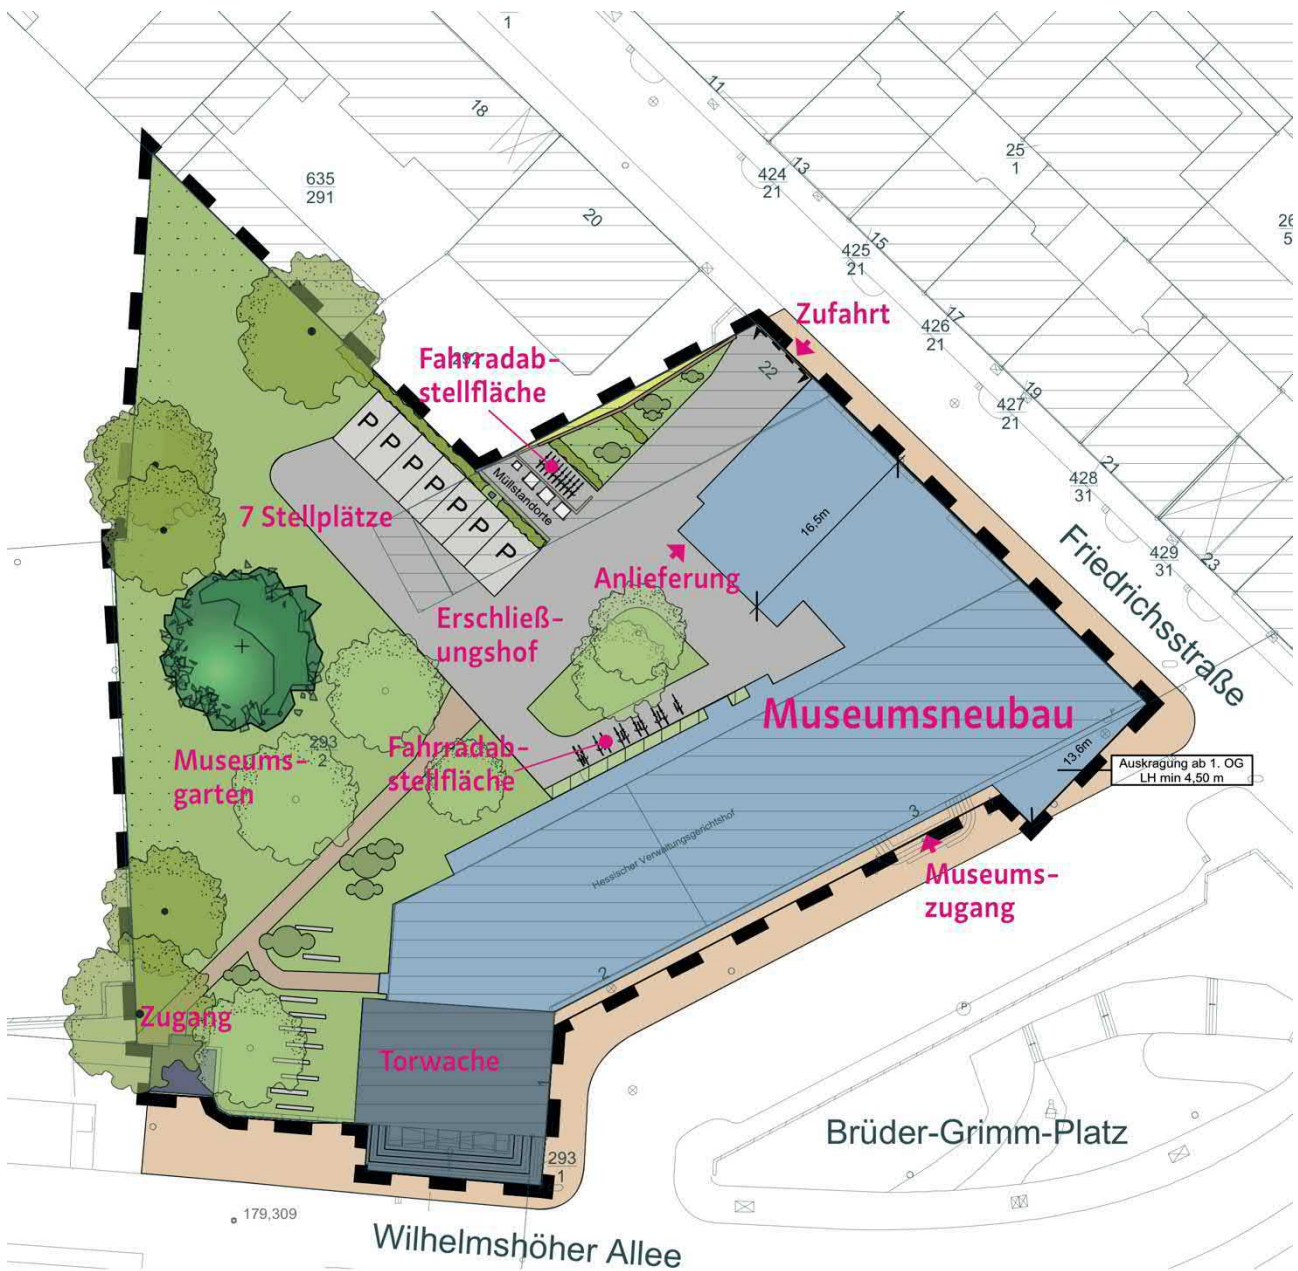 1
18
11
635
291
20
13
424
21
25
1
26
5
15
425
21
17
426
21
Zufahrt
22
292
Fahrradab-
stellfläche
19
427
21
21
428
31
23
429
31
Friedrichsstraße
P
P
P
P
P
P
P
Müllstandorte
7 Stellplätze
16,5m
Anlieferung
Erschließ-
ungshof
Museumsneubau
13,6m
Auskragung ab 1. OG
LH min 4,50 m
293
2
Museums-
garten
Fahrradab-
stellfläche
3
Hessischer Verwaltungsgerichtshof
Museums-
zugang
2
P
Zugang
Torwache
1
Brüder-Grimm-Platz
293
1
179,309
Wilhelmshöher Allee